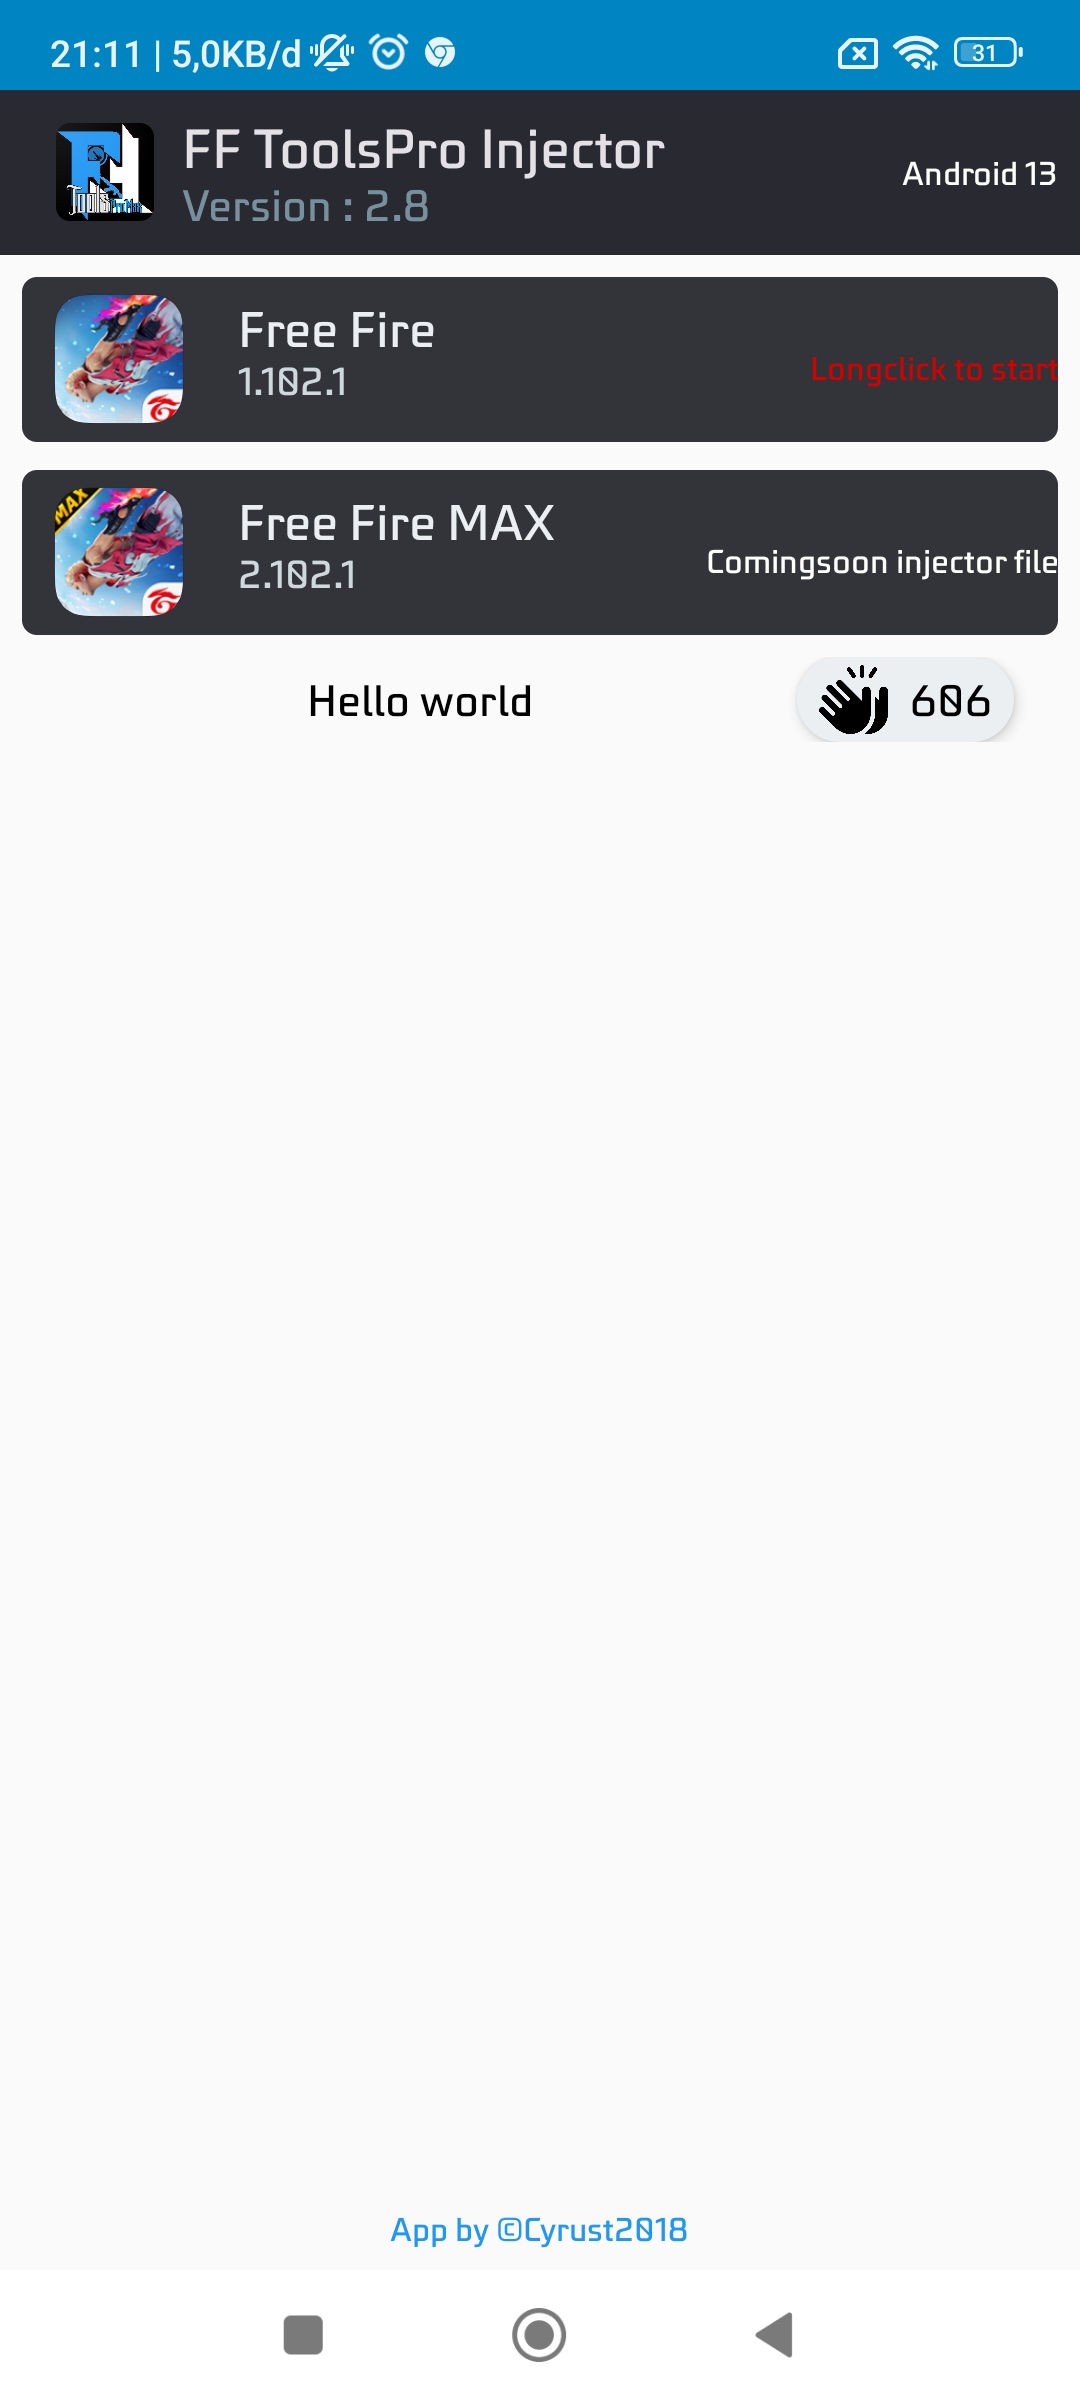 21:11 | 5,0KB/d
31
FF ToolsPro Injector
Version : 2.8
Android 13
Free Fire
1.102.1
Longclick to start
MAX
Free Fire MAX
2.102.1
Comingsoon injector file
Hello world
606
App by ©Cyrust2018